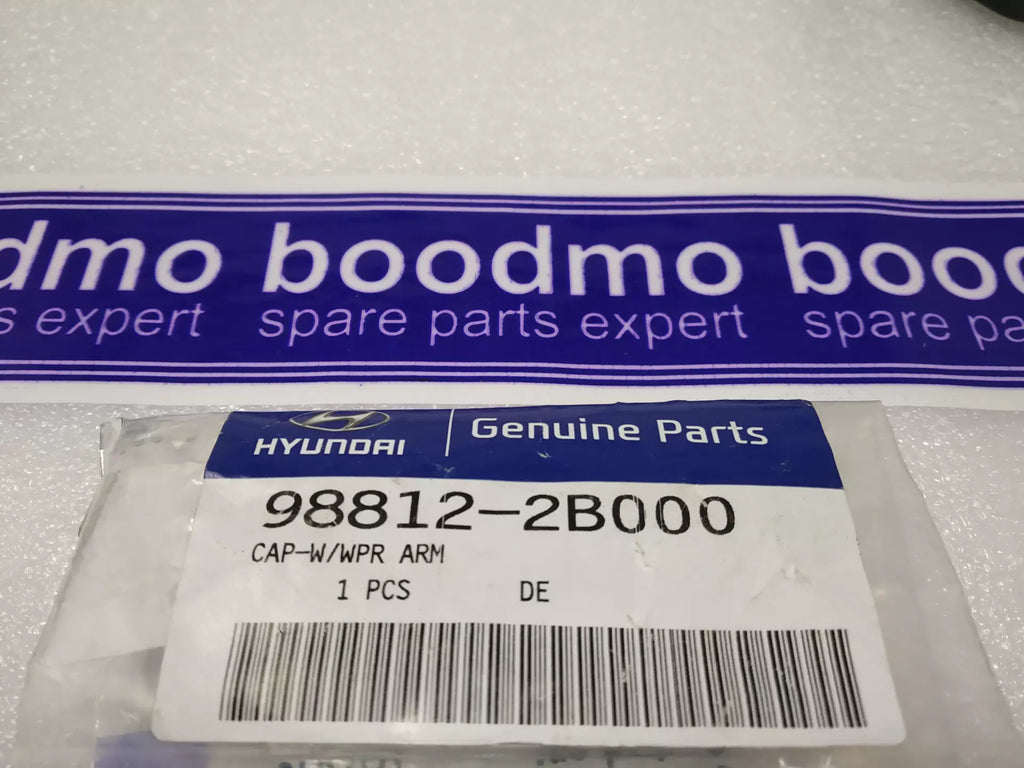 dmo boodmo bood
s expert spare parts expert spare pa
HYUNDAI Genuine Parts
98812-2B000
CAP-W/WPR ARM
1 PCS DE